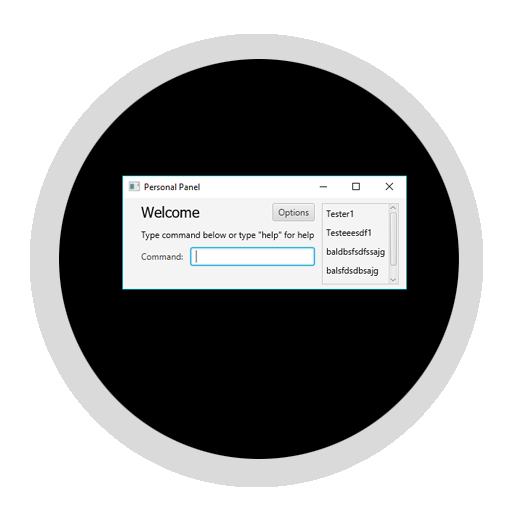 Personal Panel
Welcome
Options
Type command below or type "help" for help
Command:
Tester1
Testeeesdf1
baldbsfsdfssajg
balsfdsdbsajg